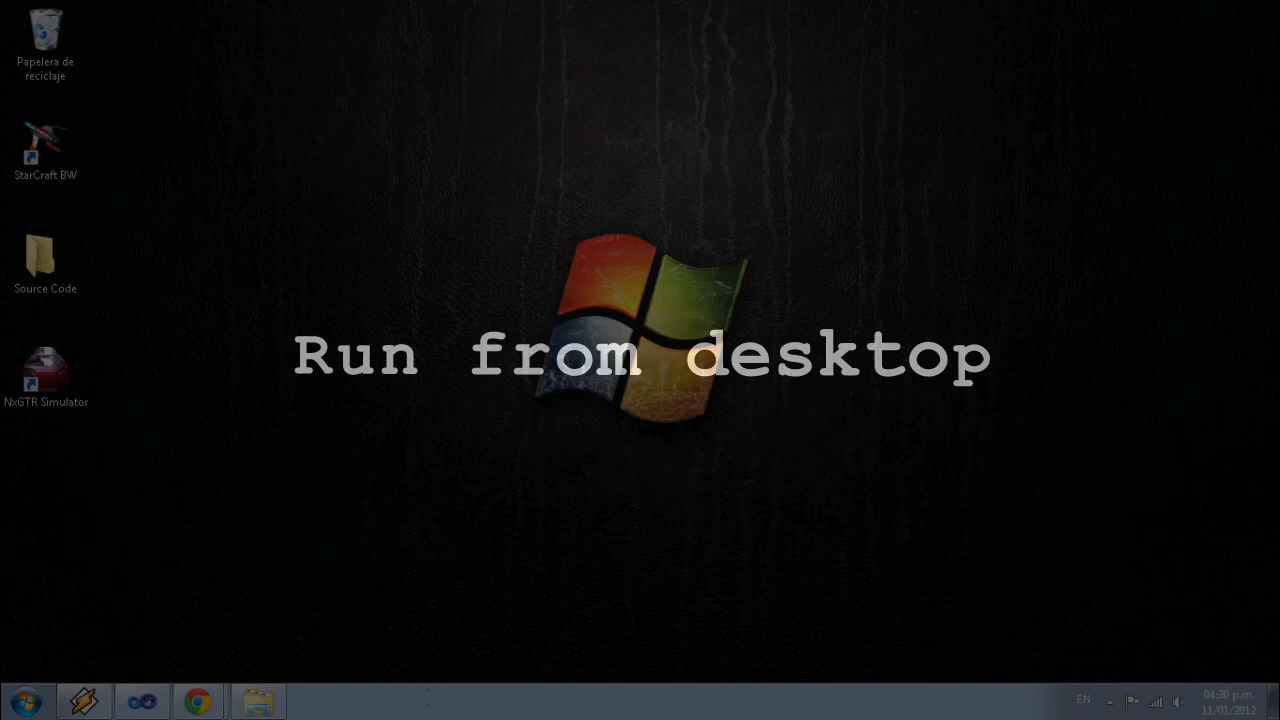 Papelera de
reciclaje
StarCraft BW
Source Code
NxGTR Simulator
Run from desktop
EN
04:30 p.m.
11/01/2012